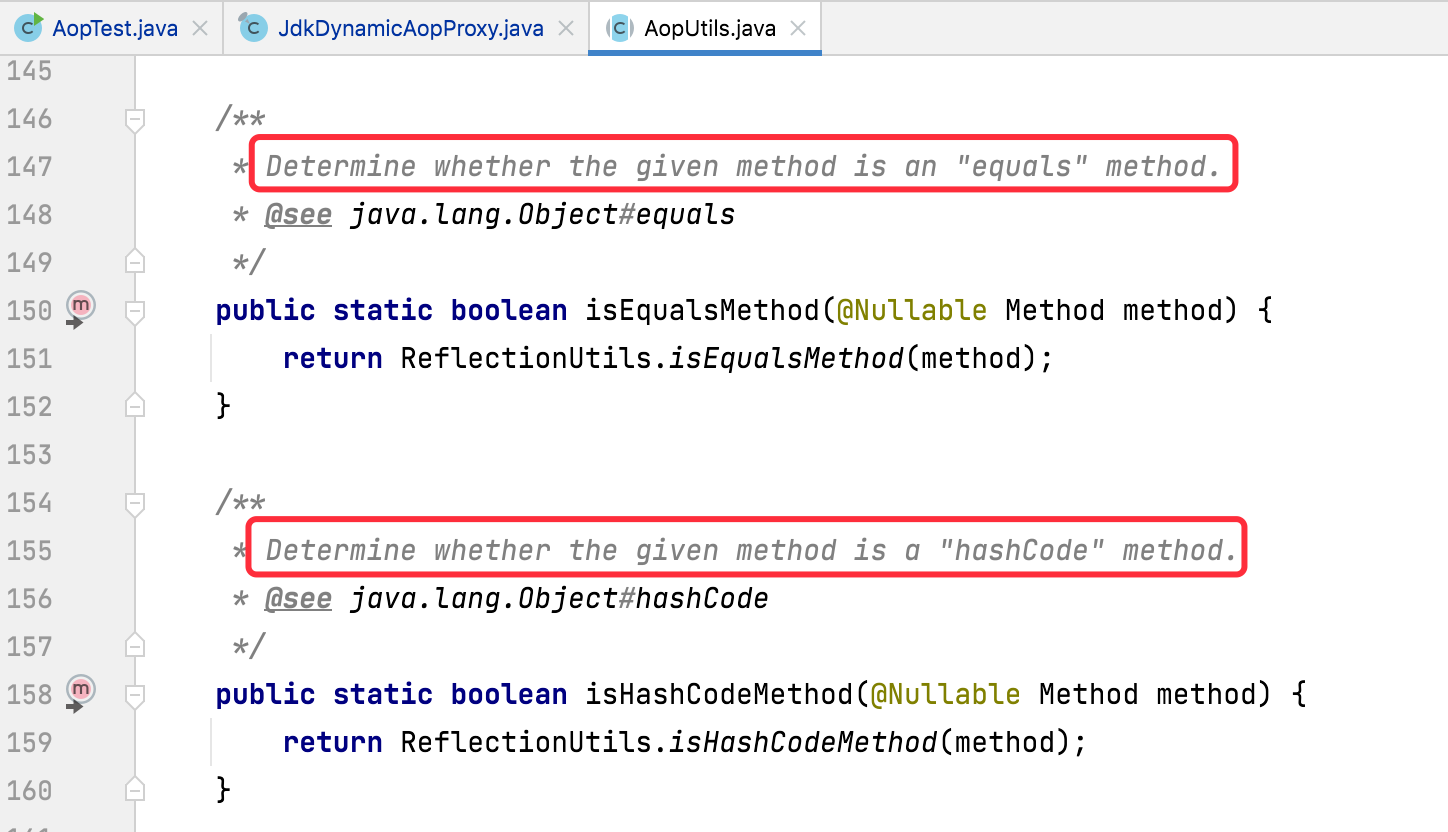 AopTest.java JdkDynamicAopProxy.java AopUtils.java
145
146 /**
147 * Determine whether the given method is an "equals" method.
148 * @see java.lang.Object#equals
149 */
150 public static boolean isEqualsMethod(@Nullable Method method) {
151 return ReflectionUtils.isEqualsMethod(method);
152 }
153
154 /**
155 * Determine whether the given method is a "hashCode" method.
156 * @see java.lang.Object#hashCode
157 */
158 public static boolean isHashCodeMethod(@Nullable Method method) {
159 return ReflectionUtils.isHashCodeMethod(method);
160 }